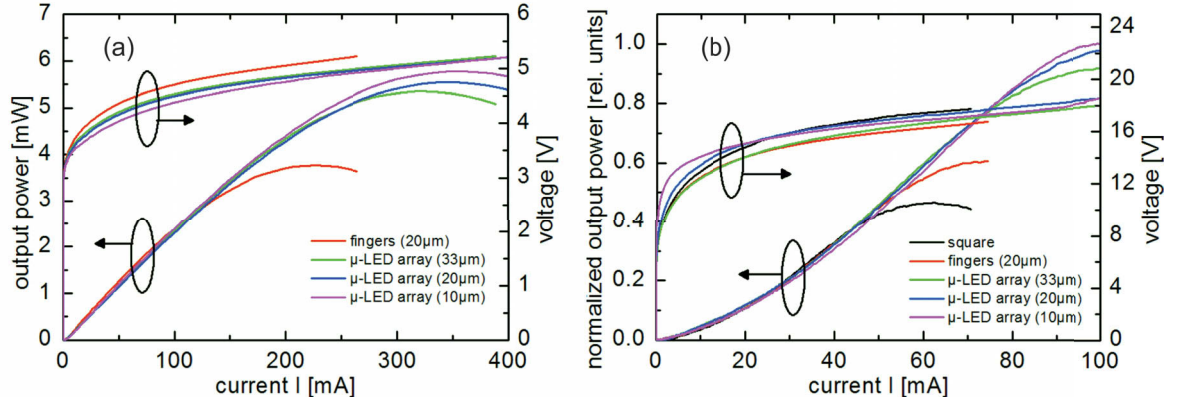 (a)
output power [mW]
7
6
5
4
3
2
1
0
0 100 200 300 400
current I [mA]
6
5
4
3
2
1
0
voltage [V]
fingers (20µm)
µ-LED array (33µm)
µ-LED array (20µm)
µ-LED array (10µm)
(b)
normalized output power [rel. units]
1.0
0.8
0.6
0.4
0.2
0.0
0 20 40 60 80 100
current I [mA]
24
20
16
12
8
4
0
voltage [V]
square
fingers (20µm)
µ-LED array (33µm)
µ-LED array (20µm)
µ-LED array (10µm)